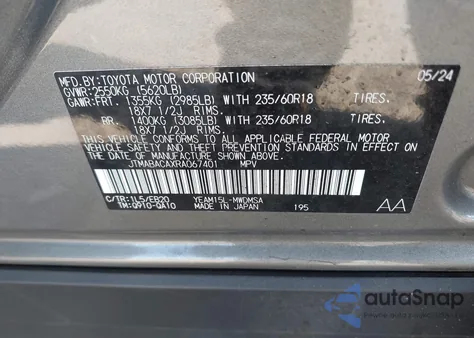 MFD.BY:TOYOTA MOTOR CORPORATION 05/24
GVWR:2550KG (5620LB)
GAWR:FRT. 1355KG (2985LB) WITH 235/60R18 TIRES,
18X7 1/2J RIMS.
RR. 1400KG (3085LB) WITH 235/60R18 TIRES,
18X7 1/2J RIMS.
THIS VEHICLE CONFORMS TO ALL APPLICABLE FEDERAL MOTOR
VEHICLE SAFETY AND THEFT PREVENTION STANDARDS IN EFFECT
ON THE DATE OF MANUFACTURE SHOWN ABOVE.
JTMABACAXRA067401 MPV
C/TR:1L5/EB20 YEAM15L-MWDMSA
TM:Q910-QA10 MADE IN JAPAN 195 AA
autoSnap